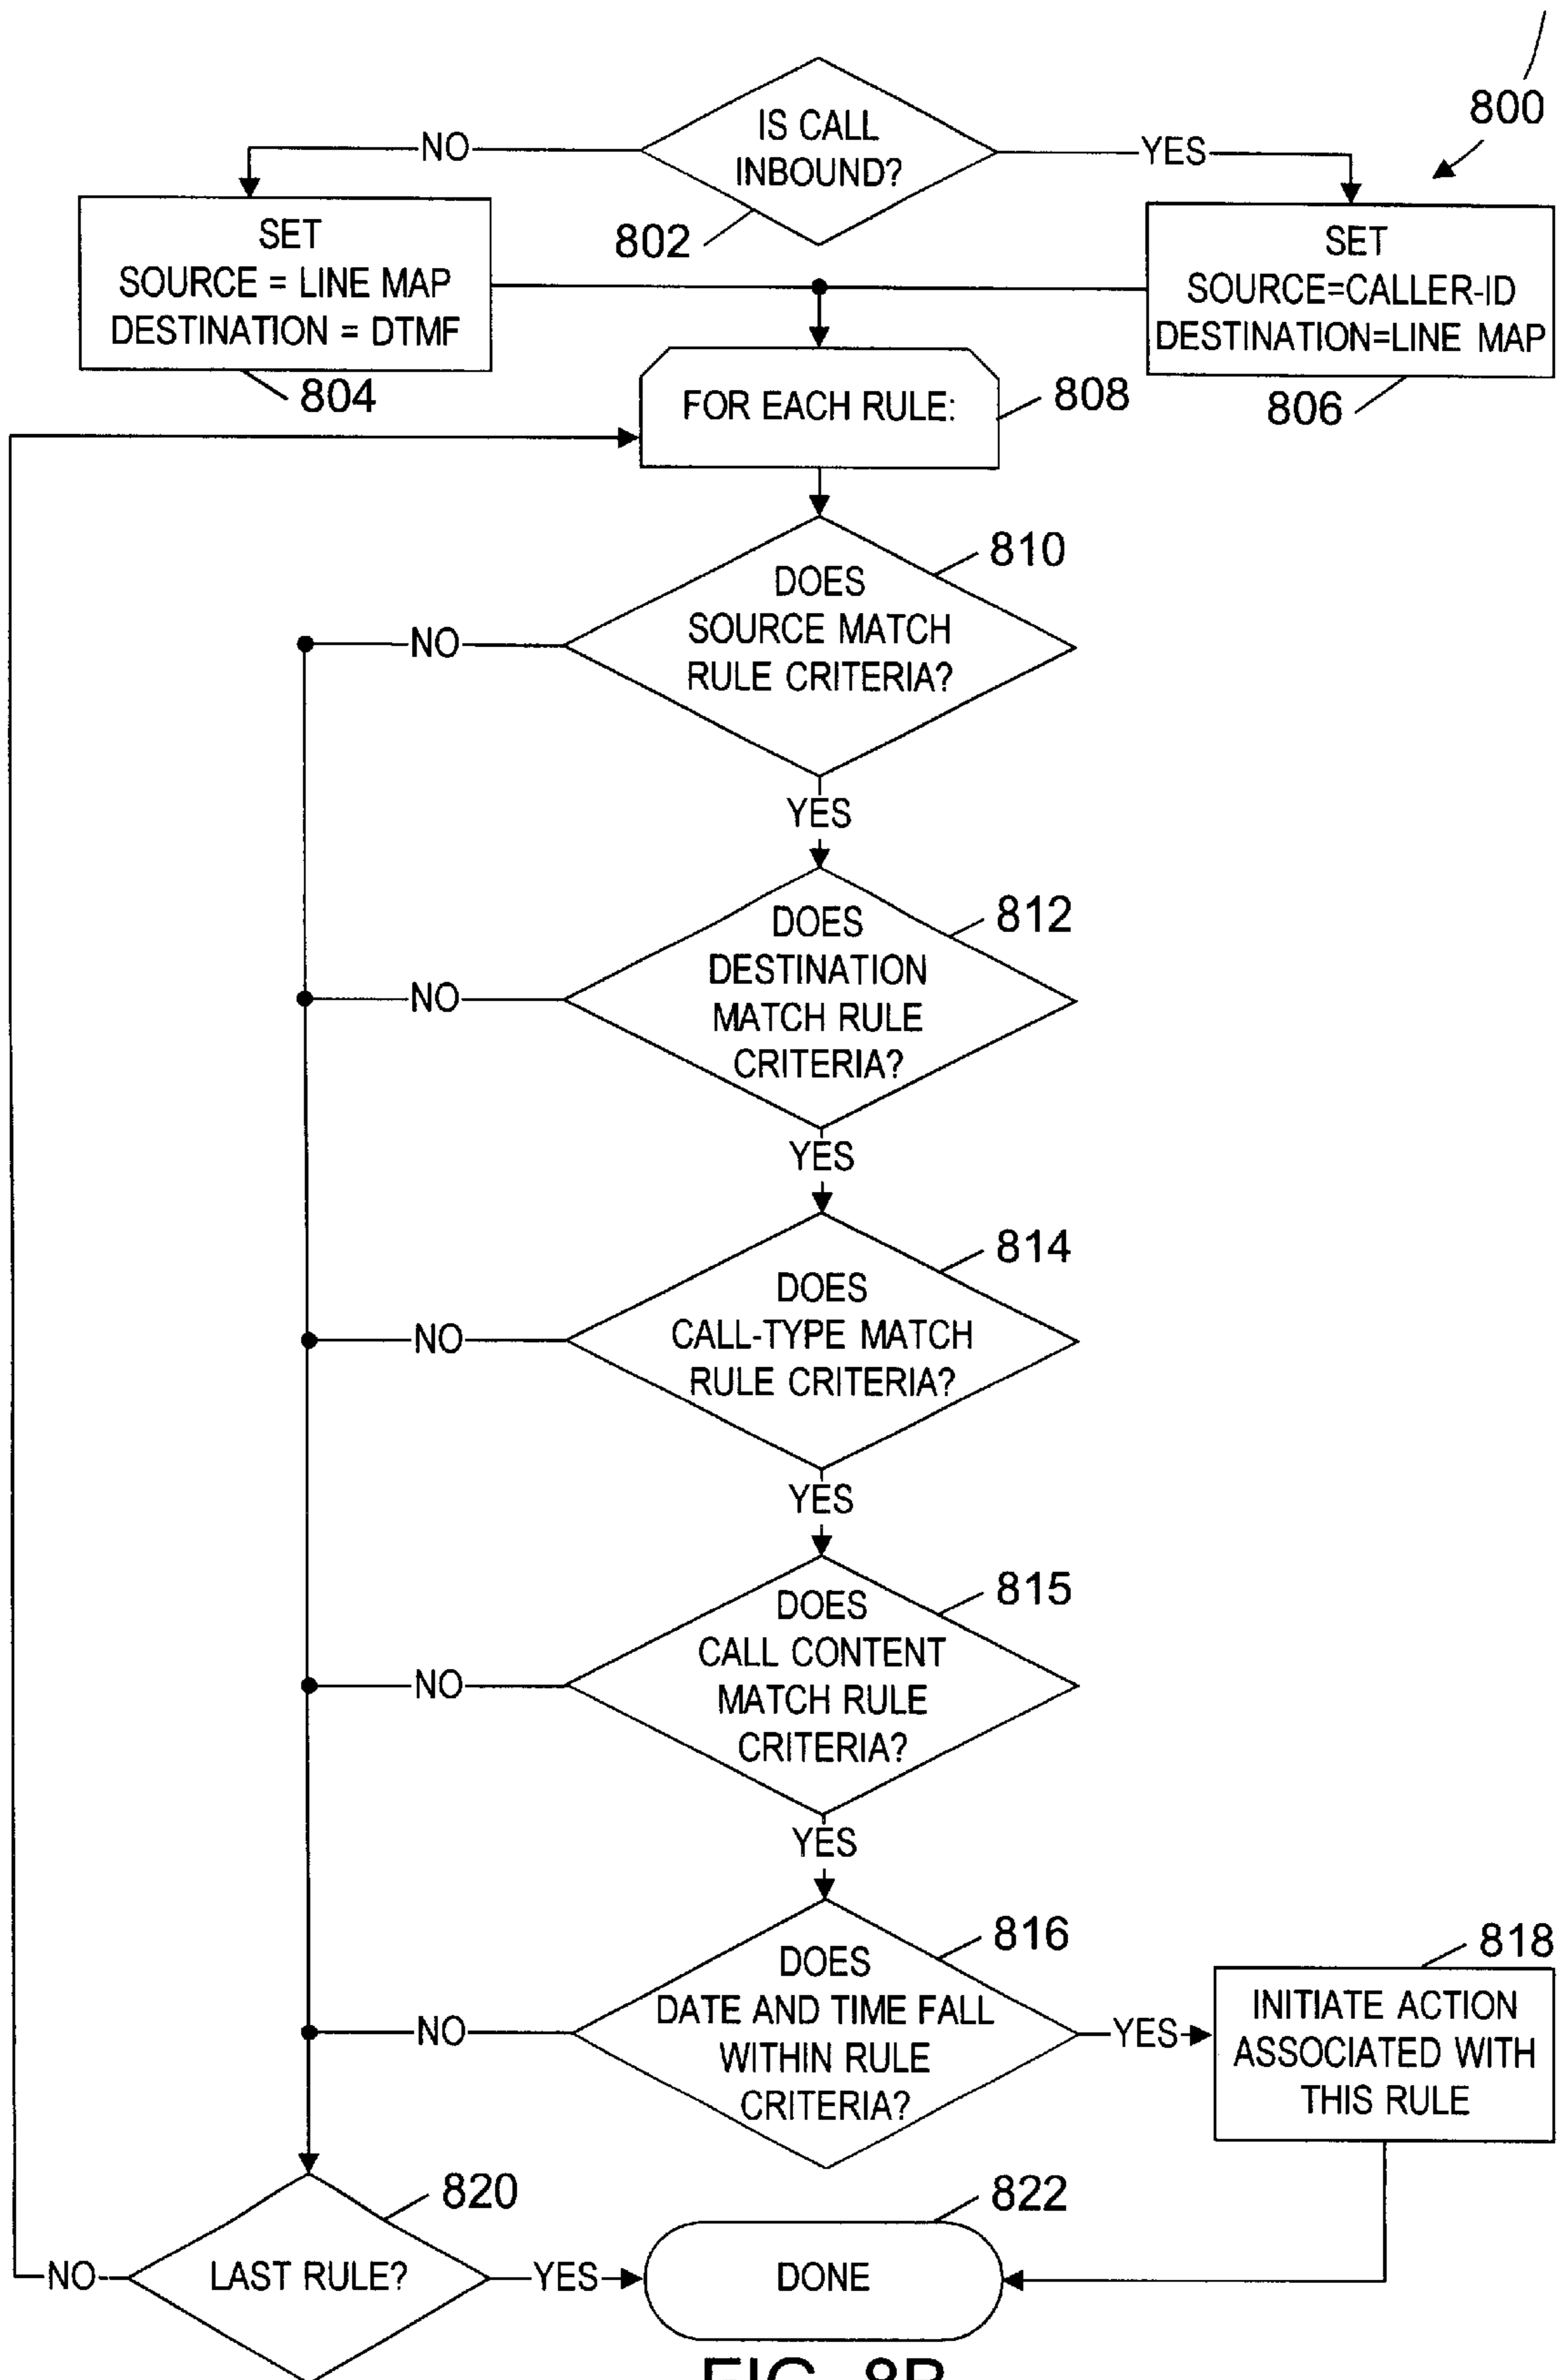 800
IS CALL
INBOUND?
NO
YES
802
SET
SOURCE = LINE MAP
DESTINATION = DTMF
804
SET
SOURCE=CALLER-ID
DESTINATION=LINE MAP
806
FOR EACH RULE:
808
810
DOES
SOURCE MATCH
RULE CRITERIA?
NO
YES
812
DOES
DESTINATION
MATCH RULE
CRITERIA?
NO
YES
814
DOES
CALL-TYPE MATCH
RULE CRITERIA?
NO
YES
815
DOES
CALL CONTENT
MATCH RULE
CRITERIA?
NO
YES
816
DOES
DATE AND TIME FALL
WITHIN RULE
CRITERIA?
NO
YES
818
INITIATE ACTION
ASSOCIATED WITH
THIS RULE
820
LAST RULE?
NO
YES
822
DONE
FIG. 8B